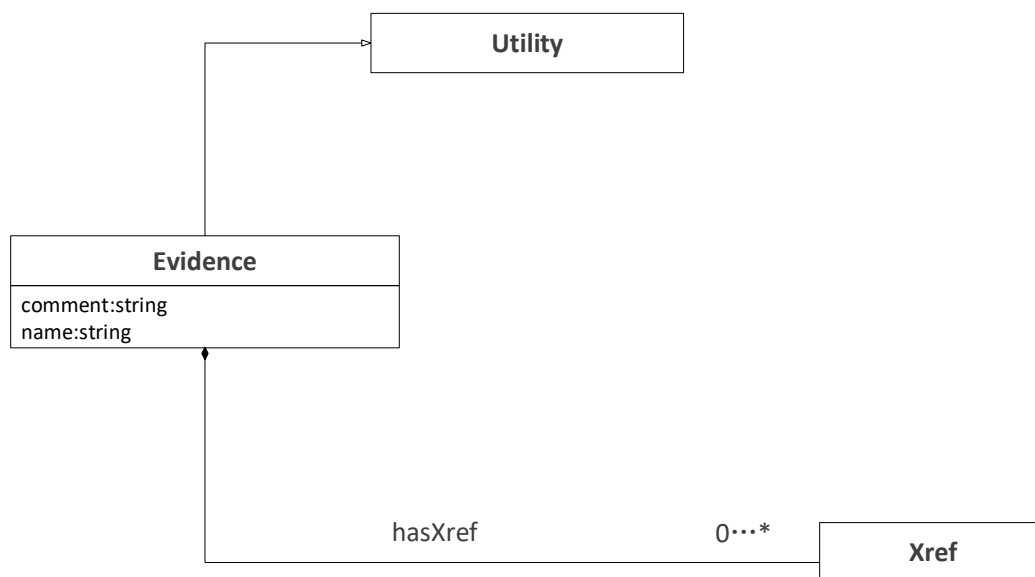 Utility
Evidence
comment:string
name:string
hasXref
0⋯*
Xref